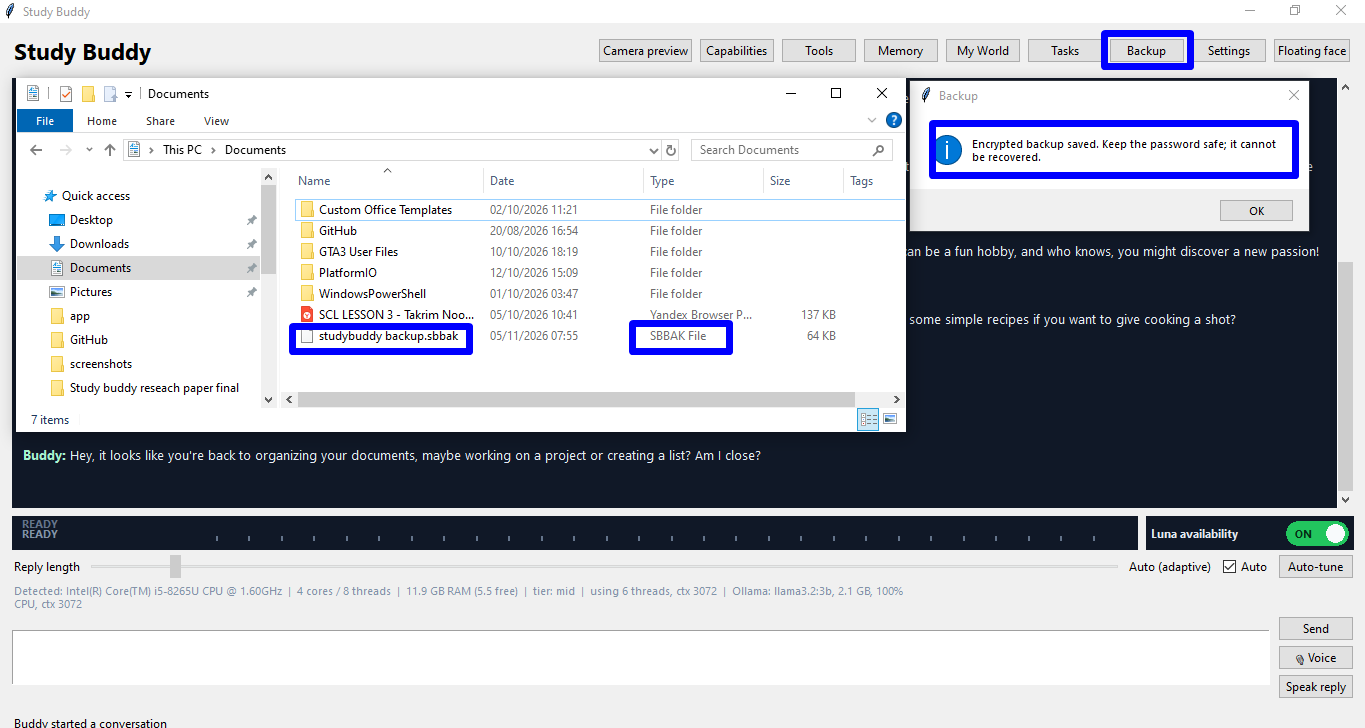 Study Buddy
Study Buddy
Camera preview Capabilities Tools Memory My World Tasks Backup Settings Floating face
Documents
File Home Share View
This PC > Documents
Search Documents
Quick access
Desktop
Downloads
Documents
Pictures
app
GitHub
screenshots
Study buddy reseach paper final
Name Date Type Size Tags
Custom Office Templates 02/10/2026 11:21 File folder
GitHub 20/08/2026 16:54 File folder
GTA3 User Files 10/10/2026 18:19 File folder
PlatformIO 12/10/2026 15:09 File folder
WindowsPowerShell 01/10/2026 03:47 File folder
SCL LESSON 3 - Takrim Noo... 05/10/2026 10:41 Yandex Browser P... 137 KB
studybuddy backup.sbbak 05/11/2026 07:55 SBBAK File 64 KB
7 items
Backup
Encrypted backup saved. Keep the password safe; it cannot
be recovered.
OK
can be a fun hobby, and who knows, you might discover a new passion!
some simple recipes if you want to give cooking a shot?
Buddy: Hey, it looks like you're back to organizing your documents, maybe working on a project or creating a list? Am I close?
READY
READY
Luna availability ON
Reply length Auto (adaptive) Auto Auto-tune
Detected: Intel(R) Core(TM) i5-8265U CPU @ 1.60GHz | 4 cores / 8 threads | 11.9 GB RAM (5.5 free) | tier: mid | using 6 threads, ctx 3072 | Ollama: llama3.2:3b, 2.1 GB, 100%
CPU, ctx 3072
Send
Voice
Speak reply
Buddy started a conversation